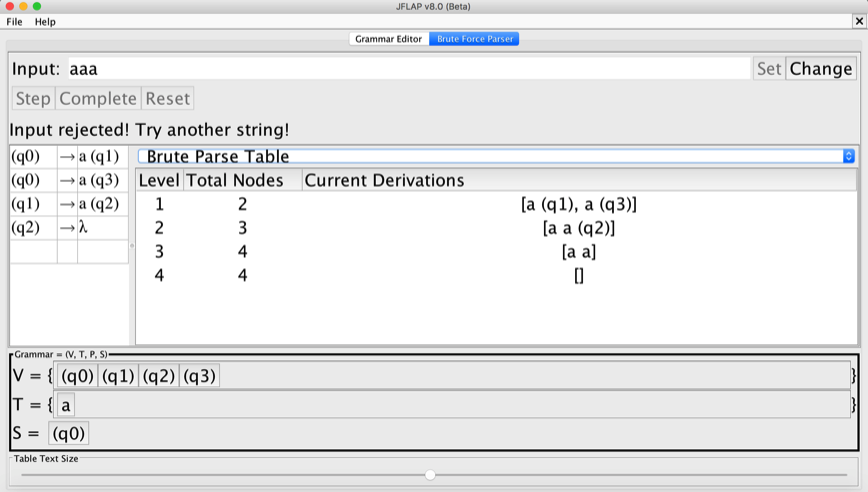 JFLAP v8.0 (Beta)
File Help
Grammar Editor Brute Force Parser
Input: aaa Set Change
Step Complete Reset
Input rejected! Try another string!
(q0) → a (q1)
(q0) → a (q3)
(q1) → a (q2)
(q2) → λ
Brute Parse Table
Level Total Nodes Current Derivations
1 2 [a (q1), a (q3)]
2 3 [a a (q2)]
3 4 [a a]
4 4 []
Grammar = (V, T, P, S)
V = { (q0) (q1) (q2) (q3) }
T = { a }
S = (q0)
Table Text Size